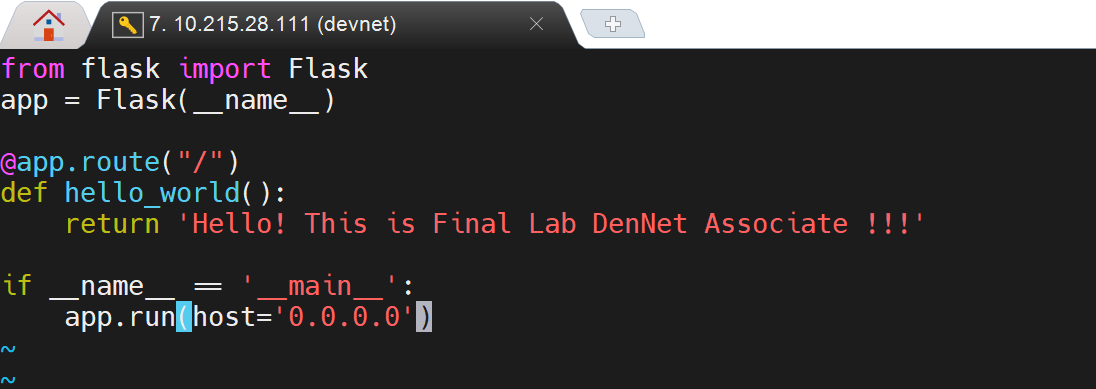 7. 10.215.28.111 (devnet)
from flask import Flask
app = Flask(__name__)
@app.route("/")
def hello_world():
    return 'Hello! This is Final Lab DenNet Associate !!!'
if __name__ == '__main__':
    app.run(host='0.0.0.0')
~
~